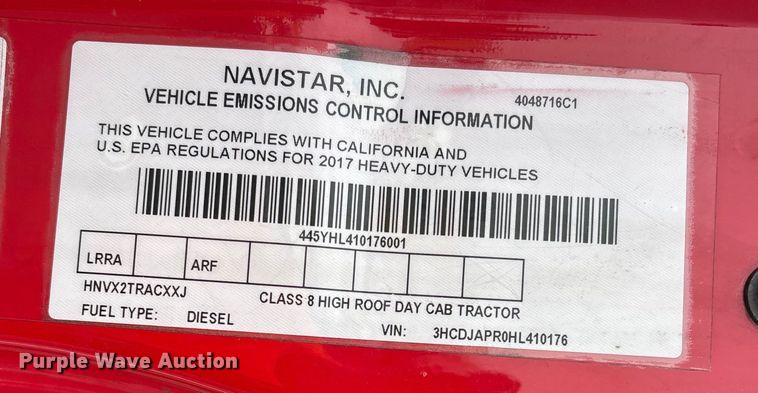 NAVISTAR, INC.
4048716C1
VEHICLE EMISSIONS CONTROL INFORMATION
THIS VEHICLE COMPLIES WITH CALIFORNIA AND
U.S. EPA REGULATIONS FOR 2017 HEAVY-DUTY VEHICLES
445YHL410176001
LRRA ARF
HNVX2TRACXXJ CLASS 8 HIGH ROOF DAY CAB TRACTOR
FUEL TYPE: DIESEL VIN: 3HCDJAPR0HL410176
Purple Wave Auction